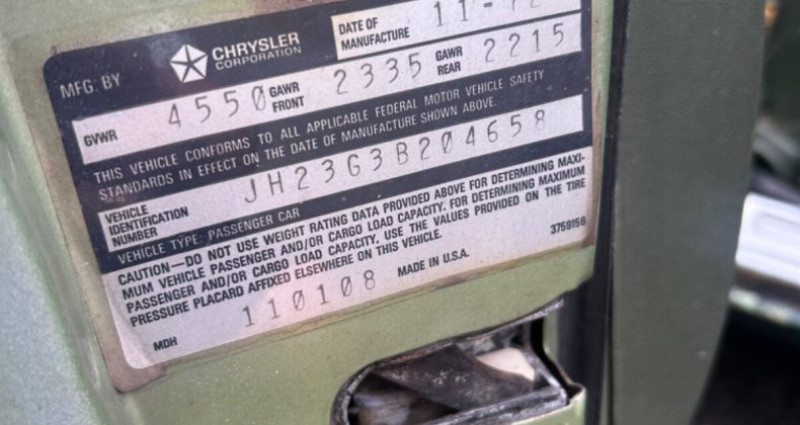 MFG. BY CHRYSLER CORPORATION DATE OF MANUFACTURE 11-72
GVWR 4550 GAWR FRONT 2335 GAWR REAR 2215
THIS VEHICLE CONFORMS TO ALL APPLICABLE FEDERAL MOTOR VEHICLE SAFETY
STANDARDS IN EFFECT ON THE DATE OF MANUFACTURE SHOWN ABOVE.
VEHICLE IDENTIFICATION NUMBER JH23G3B204658
VEHICLE TYPE: PASSENGER CAR
CAUTION—DO NOT USE WEIGHT RATING DATA PROVIDED ABOVE FOR DETERMINING MAXI-
MUM VEHICLE PASSENGER AND/OR CARGO LOAD CAPACITY. FOR DETERMINING MAXIMUM
PASSENGER AND/OR CARGO LOAD CAPACITY, USE THE VALUES PROVIDED ON THE TIRE
PRESSURE PLACARD AFFIXED ELSEWHERE ON THIS VEHICLE.
MDH 110108 MADE IN U.S.A. 3759156